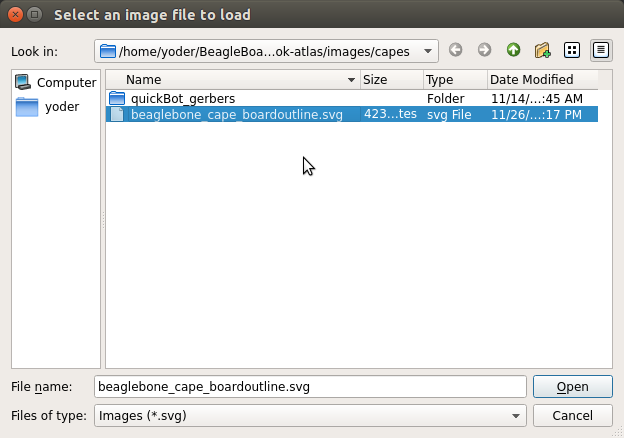 Select an image file to load
Look in: /home/yoder/BeagleBoa...ok-atlas/images/capes
Computer
yoder
Name Size Type Date Modified
quickBot_gerbers Folder 11/14/...:45 AM
beaglebone_cape_boardoutline.svg 423...tes svg File 11/26/...:17 PM
File name: beaglebone_cape_boardoutline.svg Open
Files of type: Images (*.svg) Cancel